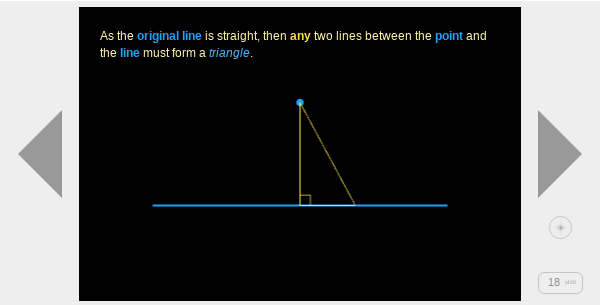 As the original line is straight, then any two lines between the point and
the line must form a triangle.
18